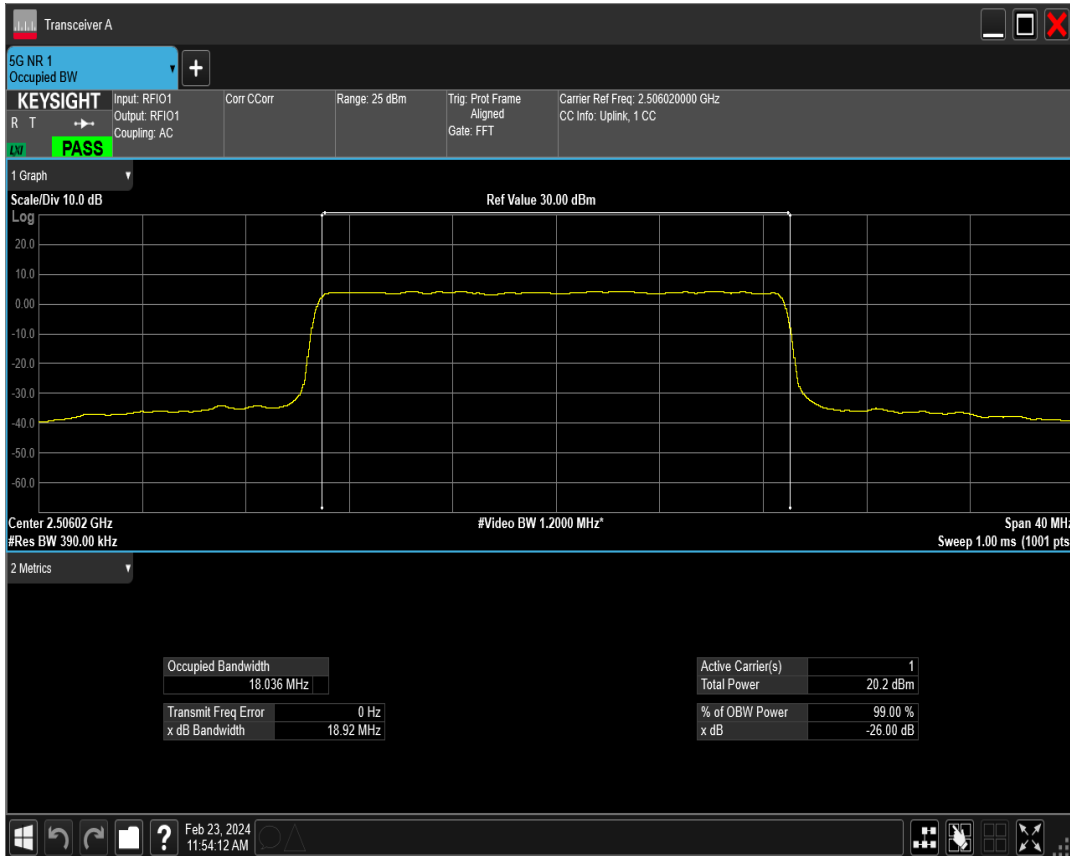 Transceiver A
5G NR 1
Occupied BW
+
KEYSIGHT
R T
LXI
PASS
Input: RFIO1
Output: RFIO1
Coupling: AC
Corr CCorr
Range: 25 dBm
Trig: Prot Frame
Aligned
Gate: FFT
Carrier Ref Freq: 2.506020000 GHz
CC Info: Uplink, 1 CC
1 Graph
Scale/Div 10.0 dB
Ref Value 30.00 dBm
Log
20.0
10.0
0.00
-10.0
-20.0
-30.0
-40.0
-50.0
-60.0
Center 2.50602 GHz
#Video BW 1.2000 MHz*
Span 40 MHz
#Res BW 390.00 kHz
Sweep 1.00 ms (1001 pts
2 Metrics
Occupied Bandwidth
18.036 MHz
Transmit Freq Error 0 Hz
x dB Bandwidth 18.92 MHz
Active Carrier(s) 1
Total Power 20.2 dBm
% of OBW Power 99.00 %
x dB -26.00 dB
?
Feb 23, 2024
11:54:12 AM